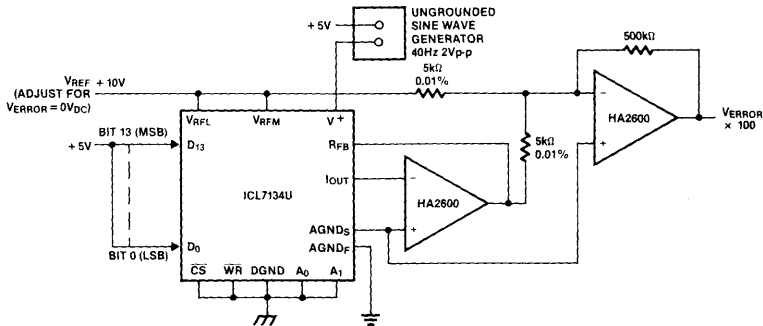 UNGROUNDED
SINE WAVE
GENERATOR
40Hz 2Vp-p
+ 5V
500kΩ
VREF + 10V
(ADJUST FOR
VERROR = 0VDC)
5kΩ
0.01%
HA2600
VERROR
× 100
VRFL
VRFM
V+
BIT 13 (MSB)
+ 5V
D13
RFB
5kΩ
0.01%
ICL7134U
IOUT
HA2600
AGNDS
AGNDF
D0
BIT 0 (LSB)
CS
WR
DGND
A0
A1
−
+
−
+